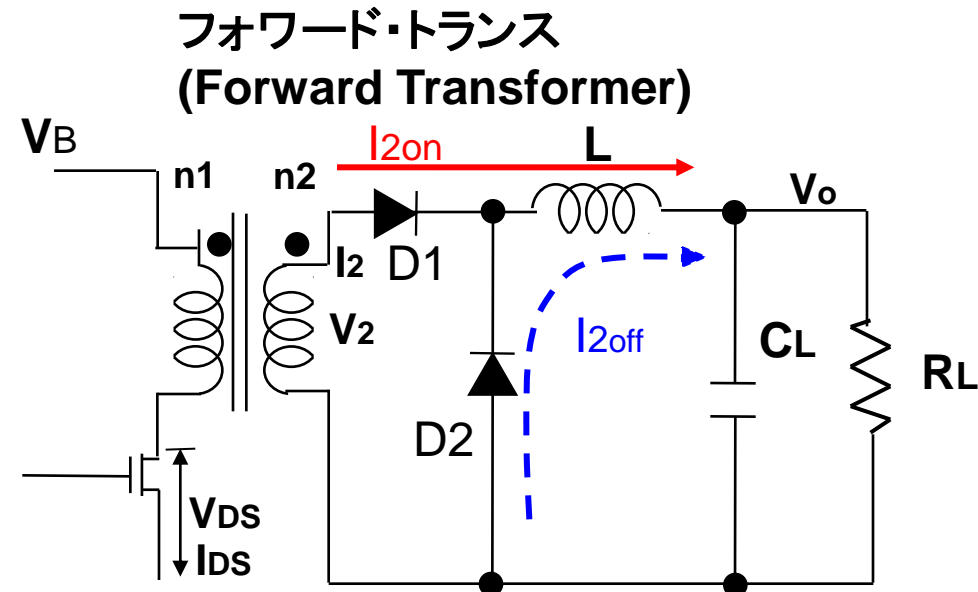 フォワード・トランス
(Forward Transformer)
VB
I2on
L
n1
n2
Vo
I2
D1
V2
I2off
CL
RL
D2
VDS
IDS